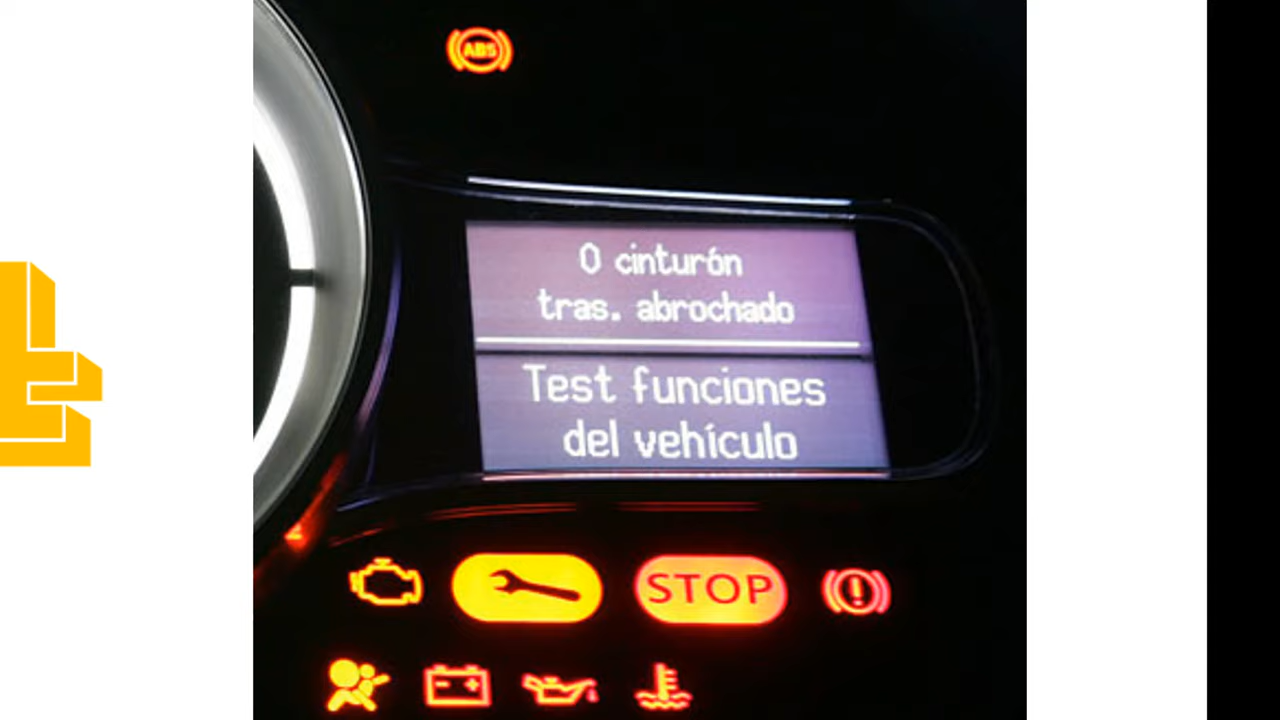 ABS
0 cinturón
tras. abrochado
Test funciones
del vehículo
STOP